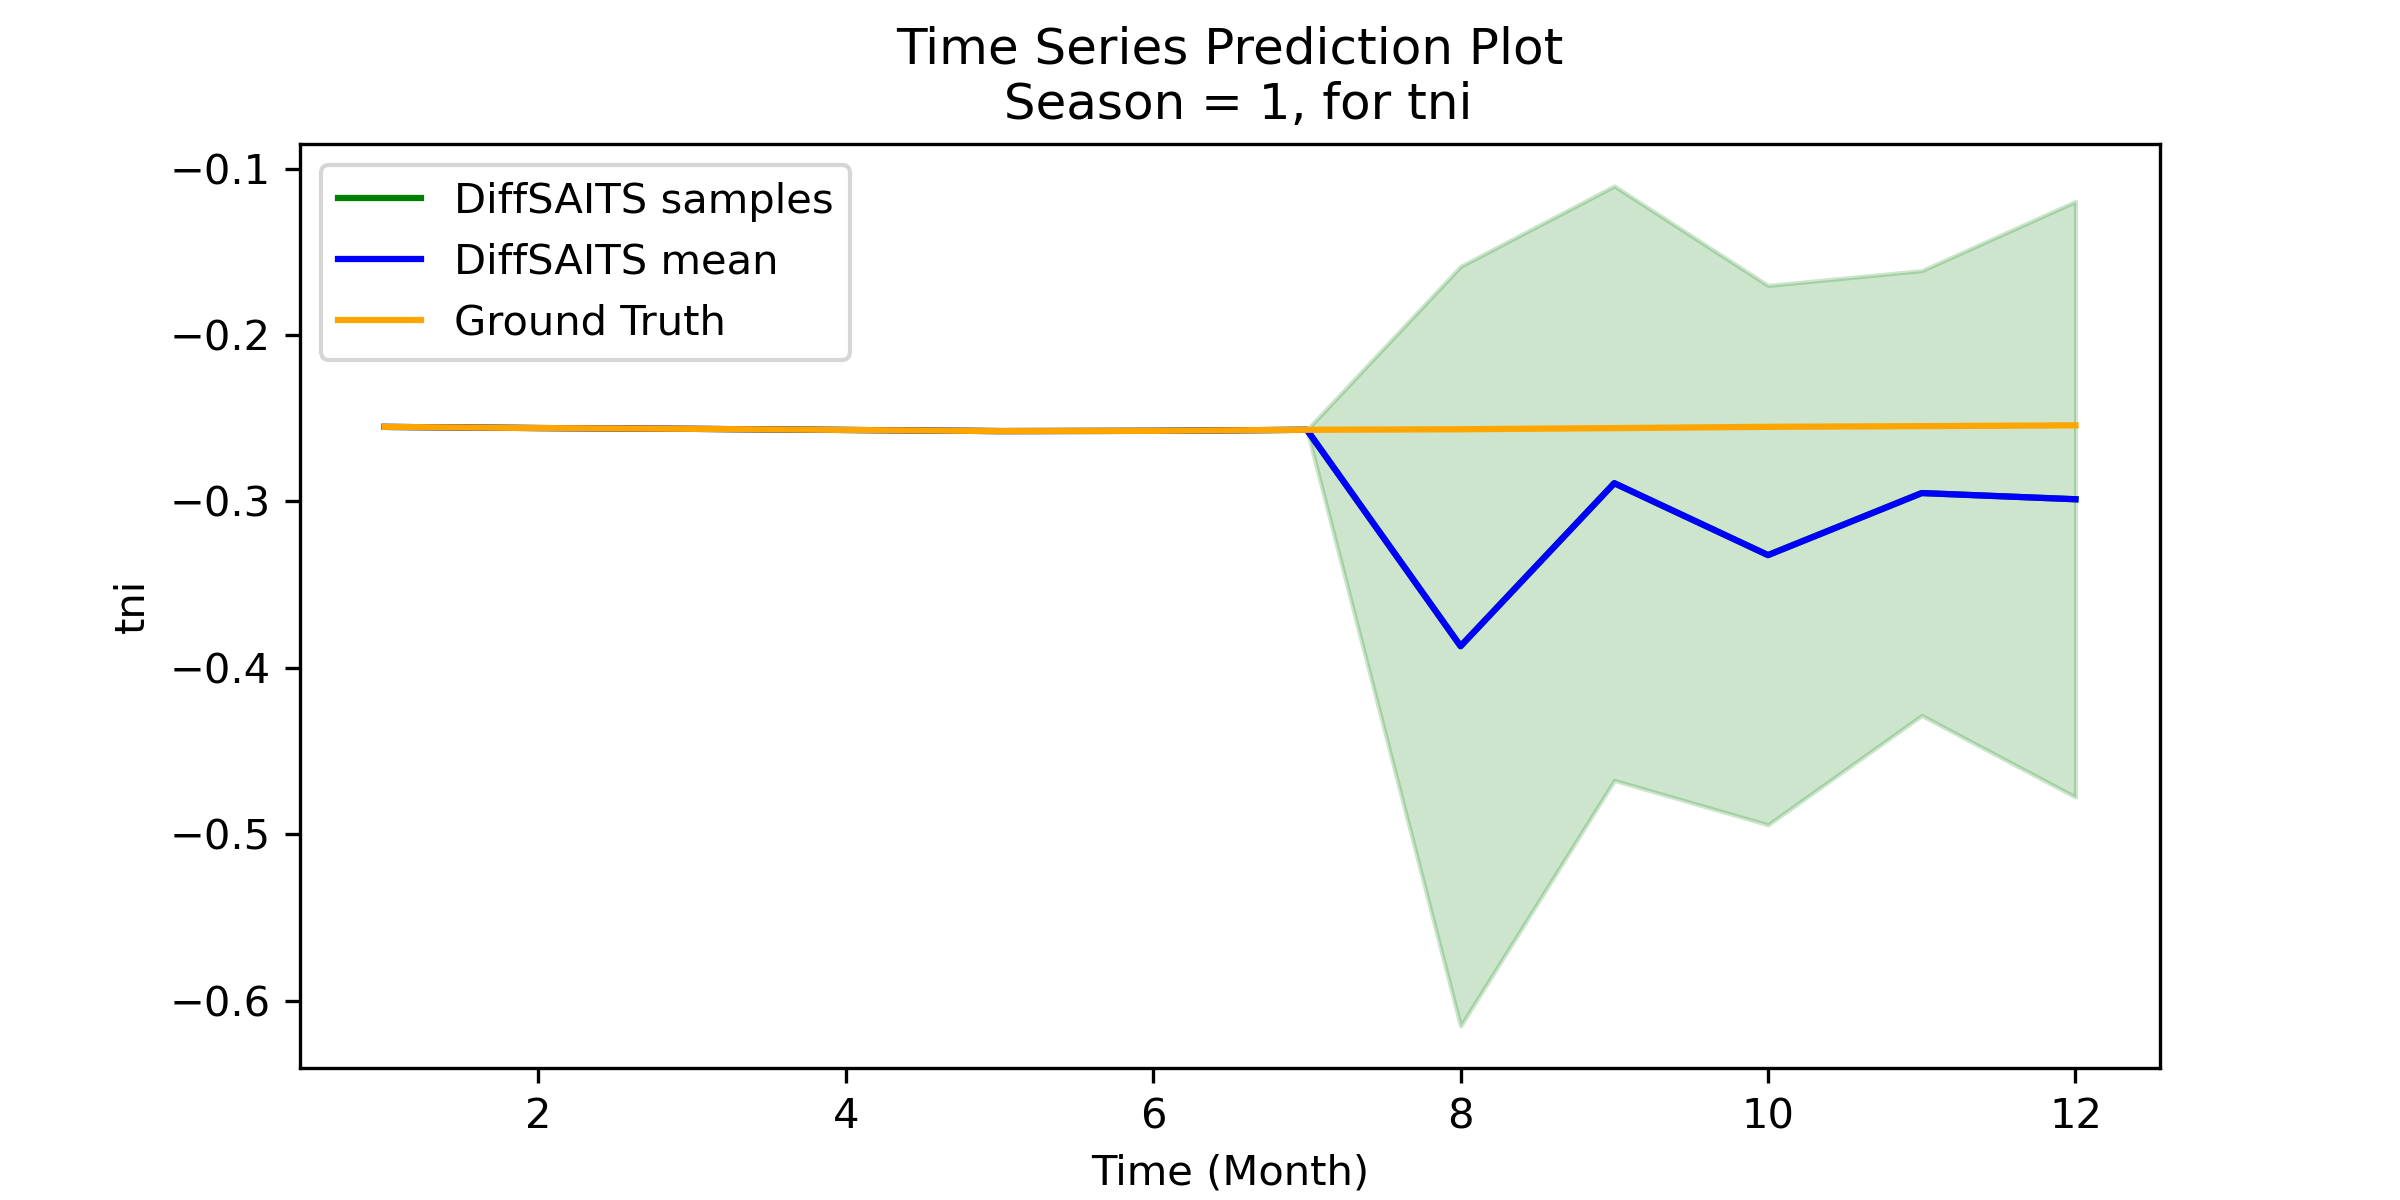 Time Series Prediction Plot
Season = 1, for tni
DiffSAITS samples
DiffSAITS mean
Ground Truth
−0.1
−0.2
−0.3
−0.4
−0.5
−0.6
tni
2 4 6 8 10 12
Time (Month)